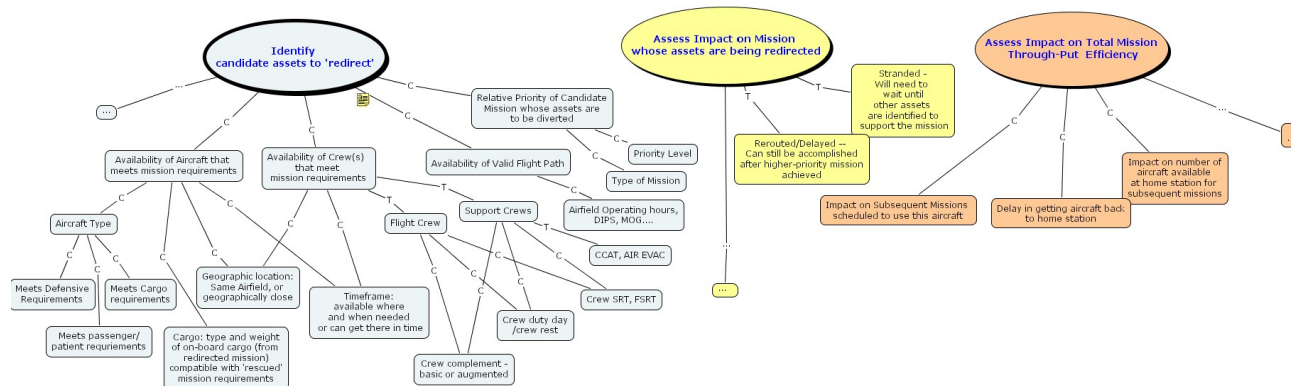 Identify
candidate assets to 'redirect'
Assess Impact on Mission
whose assets are being redirected
Assess Impact on Total Mission
Through-Put Efficiency
...
...
C
C
C
C
C
Relative Priority of Candidate
Mission whose assets are
to be diverted
C
C
Priority Level
Type of Mission
Availability of Aircraft that
meets mission requirements
Availability of Crew(s)
that meet
mission requirements
Availability of Valid Flight Path
C
Airfield Operating hours,
DIPS, MOG....
C
C
C
C
Aircraft Type
C
C
C
Meets Defensive
Requirements
Meets Cargo
requirements
Meets passenger/
patient requriements
Cargo: type and weight
of on-board cargo (from
redirected mission)
compatible with 'rescued'
mission requirements
C
C
Geographic location:
Same Airfield, or
geographically close
Timeframe:
available where
and when needed
or can get there in time
T
T
Flight Crew
Support Crews
T
CCAT, AIR EVAC
C
C
C
C
C
C
Crew SRT, FSRT
Crew duty day
/crew rest
Crew complement -
basic or augmented
T
T
Stranded -
Will need to
wait until
other assets
are identified to
support the mission
Rerouted/Delayed --
Can still be accomplished
after higher-priority mission
achieved
...
...
C
C
C
...
Impact on Subsequent Missions
scheduled to use this aircraft
Delay in getting aircraft back
to home station
Impact on number of
aircraft available
at home station for
subsequent missions
...